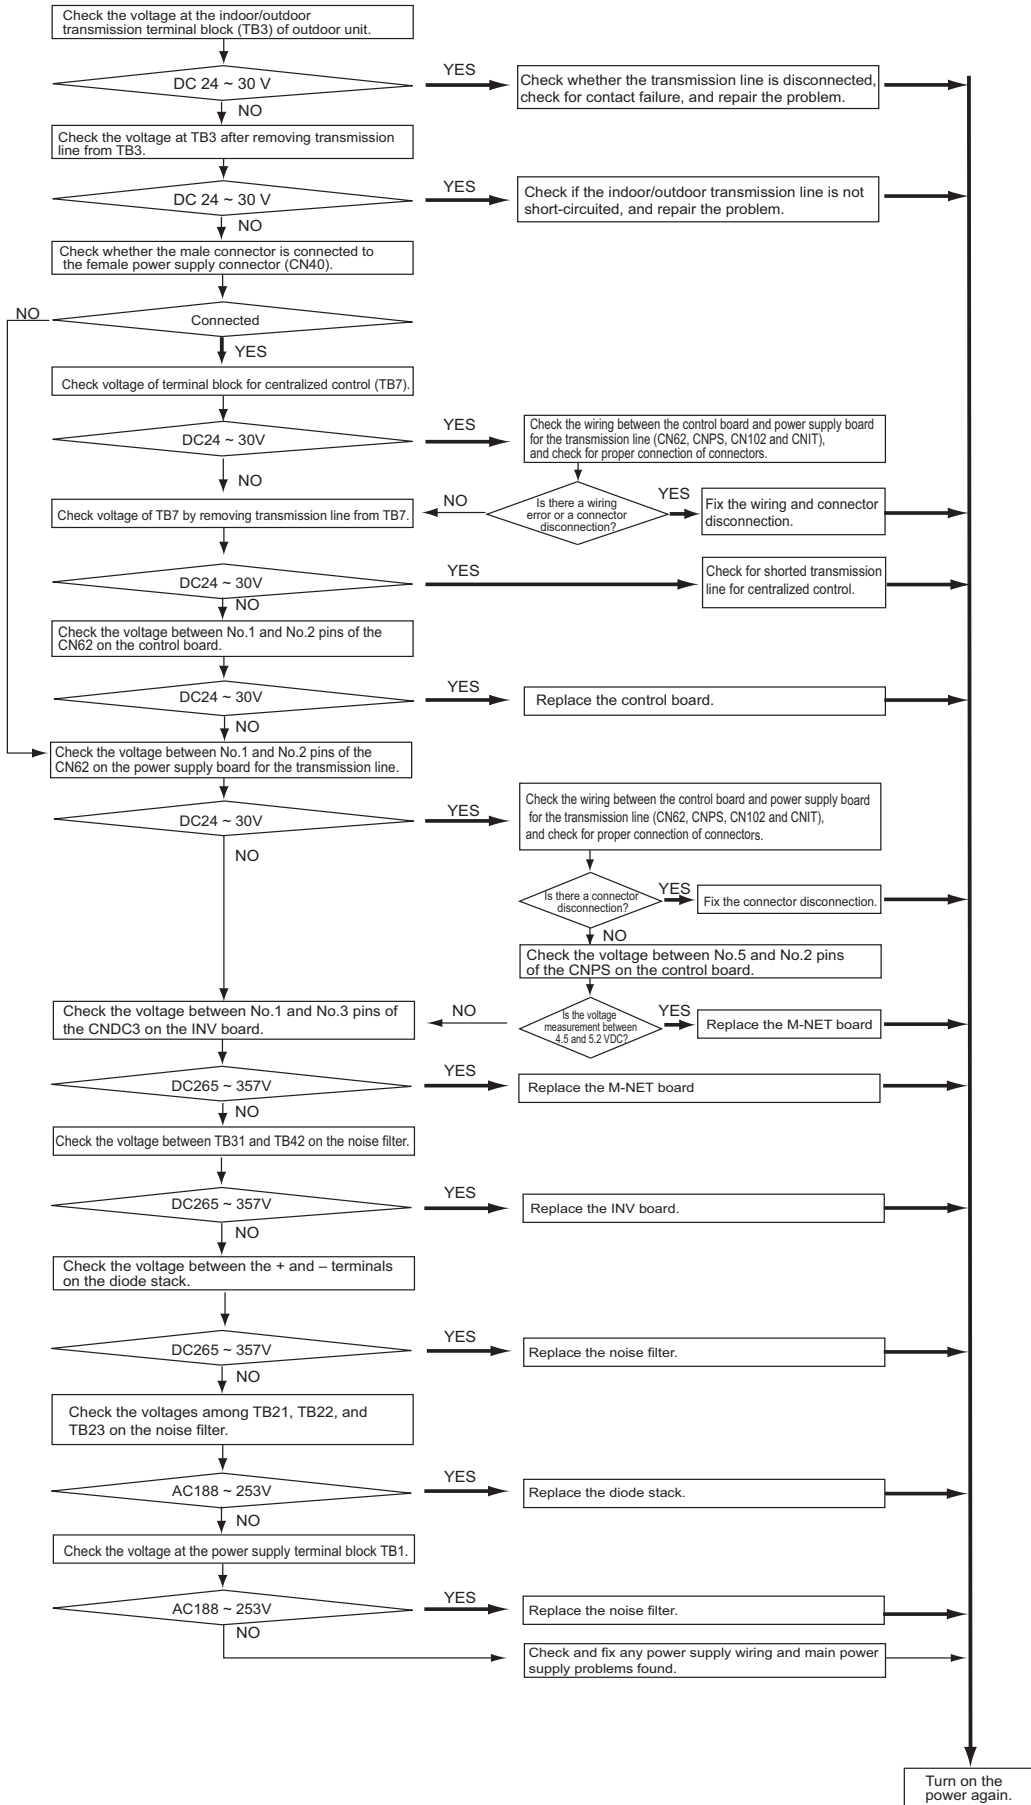 Check the voltage at the indoor/outdoor
transmission terminal block (TB3) of outdoor unit.
DC 24 ~ 30 V
YES
Check whether the transmission line is disconnected,
check for contact failure, and repair the problem.
NO
Check the voltage at TB3 after removing transmission
line from TB3.
DC 24 ~ 30 V
YES
Check if the indoor/outdoor transmission line is not
short-circuited, and repair the problem.
NO
Check whether the male connector is connected to
the female power supply connector (CN40).
NO
Connected
YES
Check voltage of terminal block for centralized control (TB7).
DC24 ~ 30V
YES
Check the wiring between the control board and power supply board
for the transmission line (CN62, CNPS, CN102 and CNIT),
and check for proper connection of connectors.
NO
Check voltage of TB7 by removing transmission line from TB7.
NO
Is there a wiring
error or a connector
disconnection?
YES
Fix the wiring and connector
disconnection.
DC24 ~ 30V
YES
Check for shorted transmission
line for centralized control.
NO
Check the voltage between No.1 and No.2 pins of the
CN62 on the control board.
DC24 ~ 30V
YES
Replace the control board.
NO
Check the voltage between No.1 and No.2 pins of the
CN62 on the power supply board for the transmission line.
DC24 ~ 30V
YES
Check the wiring between the control board and power supply board
for the transmission line (CN62, CNPS, CN102 and CNIT),
and check for proper connection of connectors.
NO
Is there a connector
disconnection?
YES
Fix the connector disconnection.
NO
Check the voltage between No.5 and No.2 pins
of the CNPS on the control board.
Check the voltage between No.1 and No.3 pins of
the CNDC3 on the INV board.
NO
Is the voltage
measurement between
4.5 and 5.2 VDC?
YES
Replace the M-NET board
DC265 ~ 357V
YES
Replace the M-NET board
NO
Check the voltage between TB31 and TB42 on the noise filter.
DC265 ~ 357V
YES
Replace the INV board.
NO
Check the voltage between the + and – terminals
on the diode stack.
DC265 ~ 357V
YES
Replace the noise filter.
NO
Check the voltages among TB21, TB22, and
TB23 on the noise filter.
AC188 ~ 253V
YES
Replace the diode stack.
NO
Check the voltage at the power supply terminal block TB1.
AC188 ~ 253V
YES
Replace the noise filter.
NO
Check and fix any power supply wiring and main power
supply problems found.
Turn on the
power again.